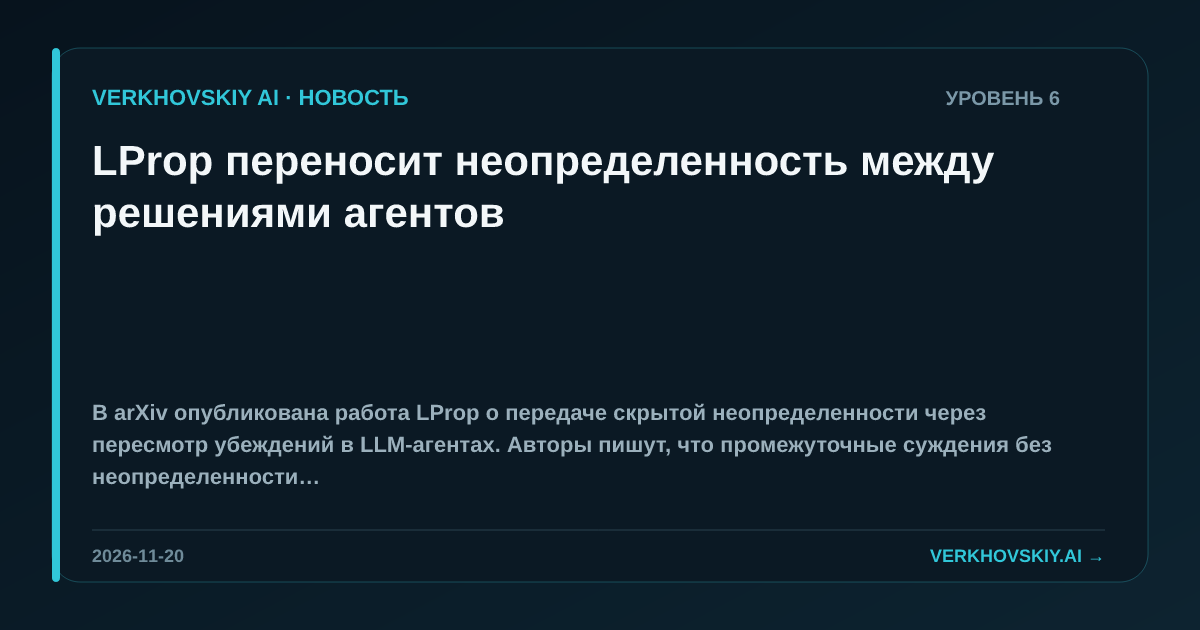 VERKHOVSKIY AI · НОВОСТЬ
УРОВЕНЬ 6
LProp переносит неопределенность между
решениями агентов
В arXiv опубликована работа LProp о передаче скрытой неопределенности через
пересмотр убеждений в LLM-агентах. Авторы пишут, что промежуточные суждения без
неопределенности…
2026-11-20
VERKHOVSKIY.AI →